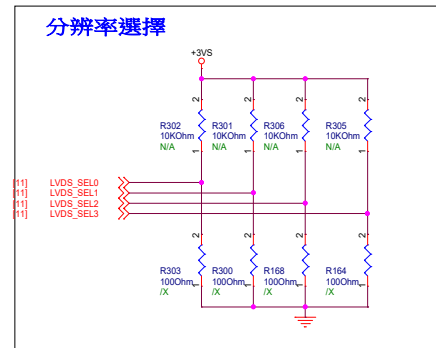 分辨率選擇
+3VS
2 2 2 2
R302 R301 R306 R305
10KOhm 10KOhm 10KOhm 10KOhm
N/A N/A N/A N/A
1 1 1 1
[11] LVDS_SEL0
[11] LVDS_SEL1
[11] LVDS_SEL2
[11] LVDS_SEL3
2 2 2 2
R303 R300 R168 R164
100Ohm 100Ohm 100Ohm 100Ohm
/X /X /X /X
1 1 1 1